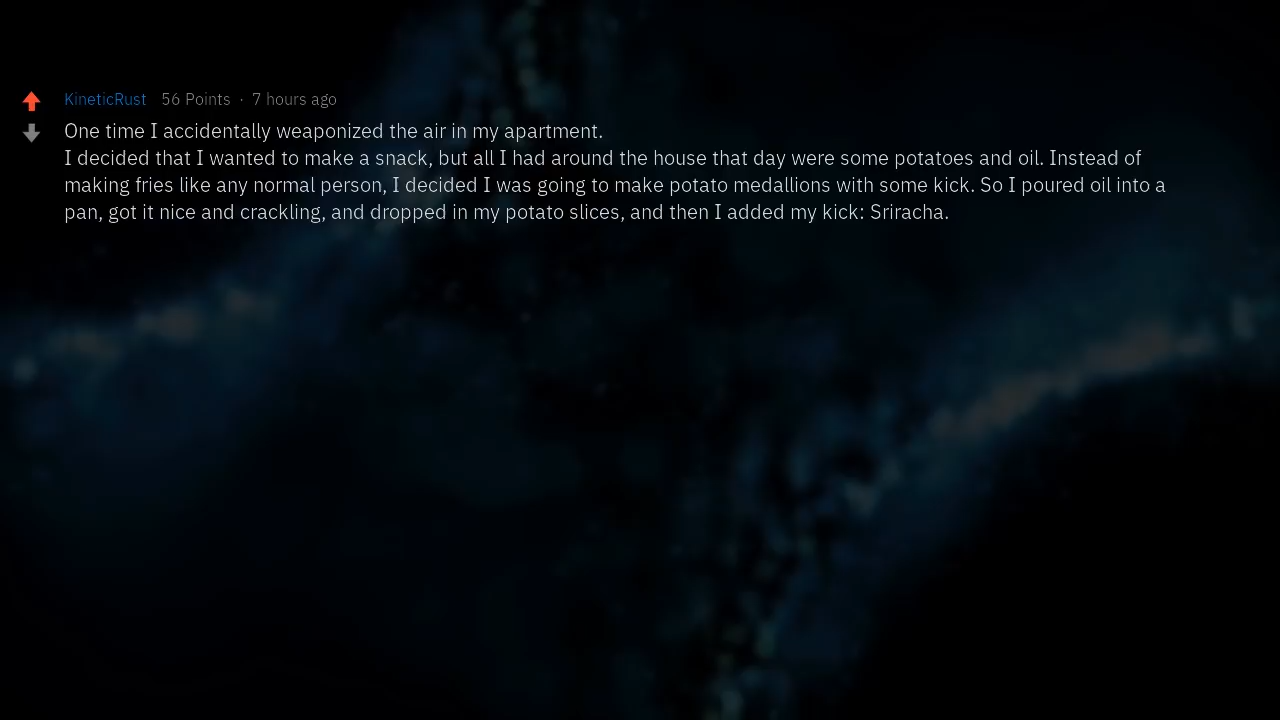 KineticRust 56 Points · 7 hours ago
One time I accidentally weaponized the air in my apartment.
I decided that I wanted to make a snack, but all I had around the house that day were some potatoes and oil. Instead of
making fries like any normal person, I decided I was going to make potato medallions with some kick. So I poured oil into a
pan, got it nice and crackling, and dropped in my potato slices, and then I added my kick: Sriracha.